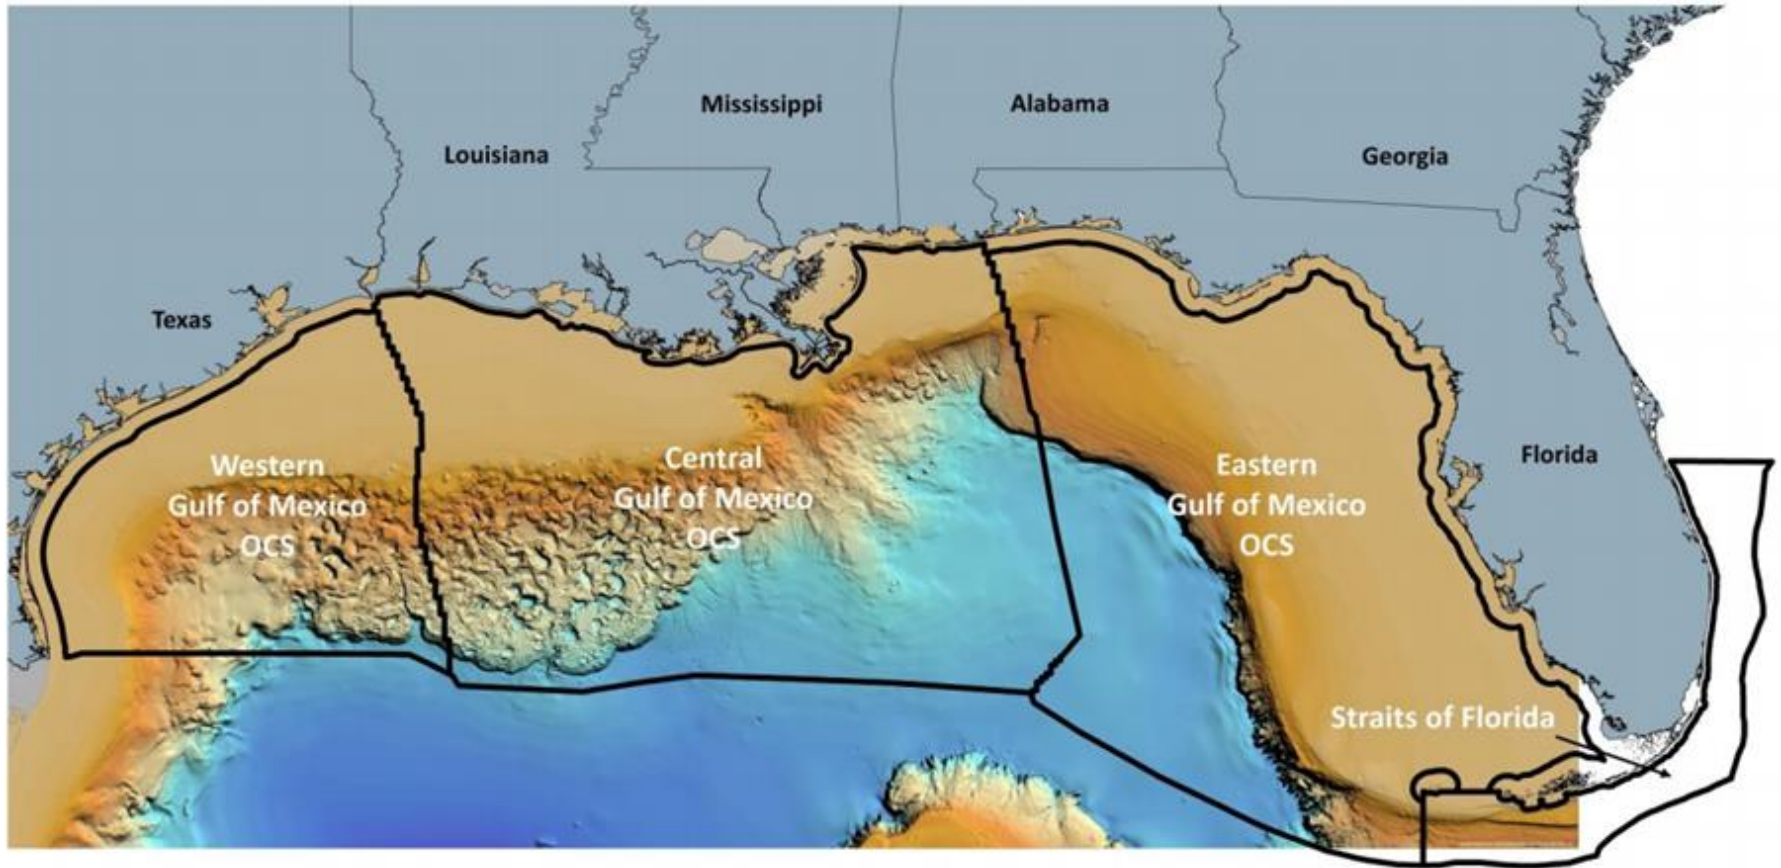 Mississippi
Alabama
Louisiana
Georgia
Texas
Florida
Western
Gulf of Mexico
OCS
Central
Gulf of Mexico
OCS
Eastern
Gulf of Mexico
OCS
Straits of Florida